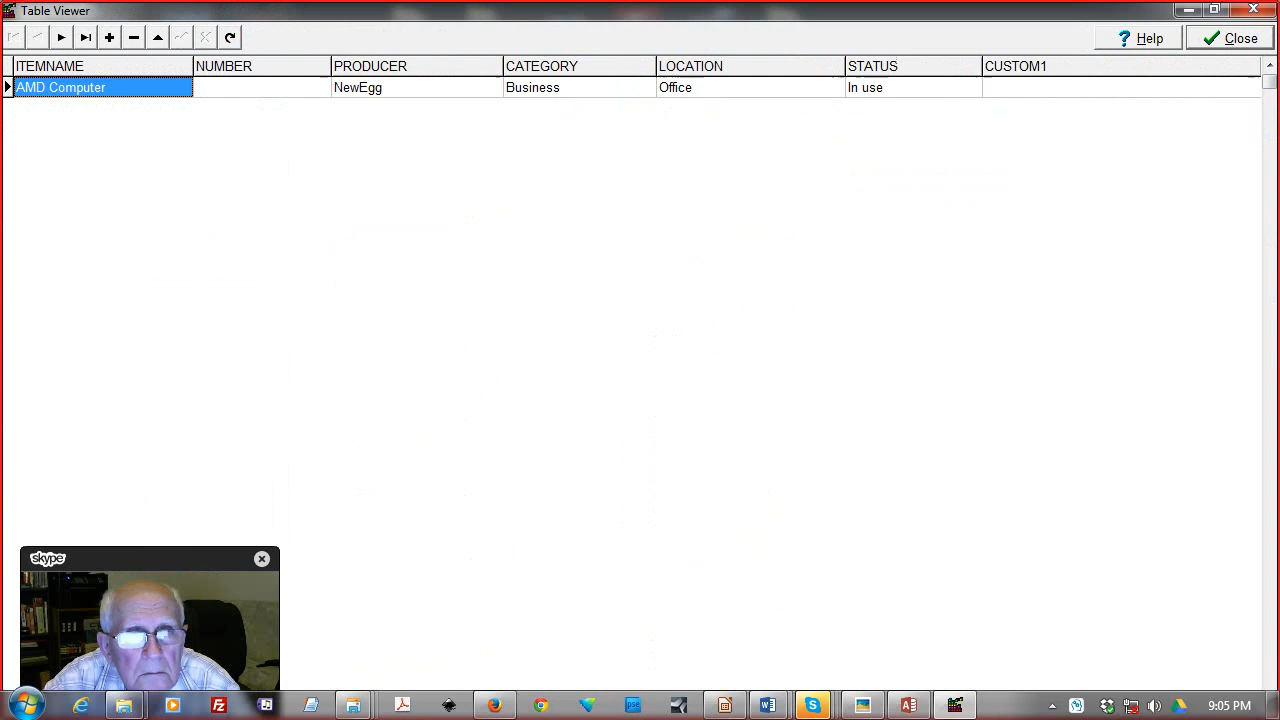 Table Viewer
? Help Close
ITEMNAME NUMBER PRODUCER CATEGORY LOCATION STATUS CUSTOM1
AMD Computer NewEgg Business Office In use
skype
pse
9:05 PM